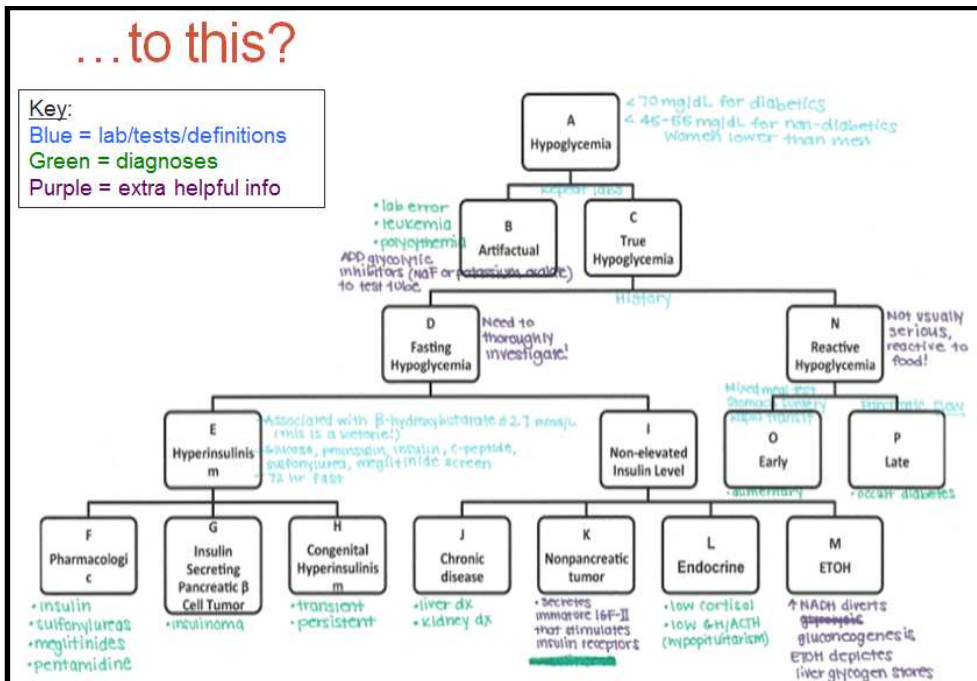 ...to this?
Key:
Blue = lab/tests/definitions
Green = diagnoses
Purple = extra helpful info
A
Hypoglycemia
< 70 mg/dL for diabetics
< 45-55 mg/dL for non-diabetics
Women lower than men
Repeat labs
• lab error
• leukemia
• polycythemia
ADD glycolytic
inhibitors (NaF or potassium oxalate)
to test tube
B
Artifactual
C
True
Hypoglycemia
History
D
Fasting
Hypoglycemia
Need to
thoroughly
investigate!
N
Reactive
Hypoglycemia
Not usually
serious,
reactive to
food!
E
Hyperinsulinis
m
- Associated with β-hydroxybutarate ≤ 2.7 mmol/L
(this is a ketone!)
- Glucose, proinsulin, insulin, c-peptide,
sulfonylurea, meglitinide screen
- 72 hr fast
I
Non-elevated
Insulin Level
Mixed meal test
Stomach surgery
Rapid transit
O
Early
• alimentary
Pancreatic slow
P
Late
• occult diabetes
F
Pharmacologi
c
• insulin
• sulfonylureas
• meglitinides
• pentamidine
G
Insulin
Secreting
Pancreatic β
Cell Tumor
• insulinoma
H
Congenital
Hyperinsulinis
m
• transient
• persistent
J
Chronic
disease
• liver dx
• kidney dx
K
Nonpancreatic
tumor
• secretes
immature IGF-II
that stimulates
insulin receptors
L
Endocrine
• low cortisol
• low GH/ACTH
(hypopituitarism)
M
ETOH
↑ NADH diverts
glycolysis
gluconeogenesis
ETOH depletes
liver glycogen stores